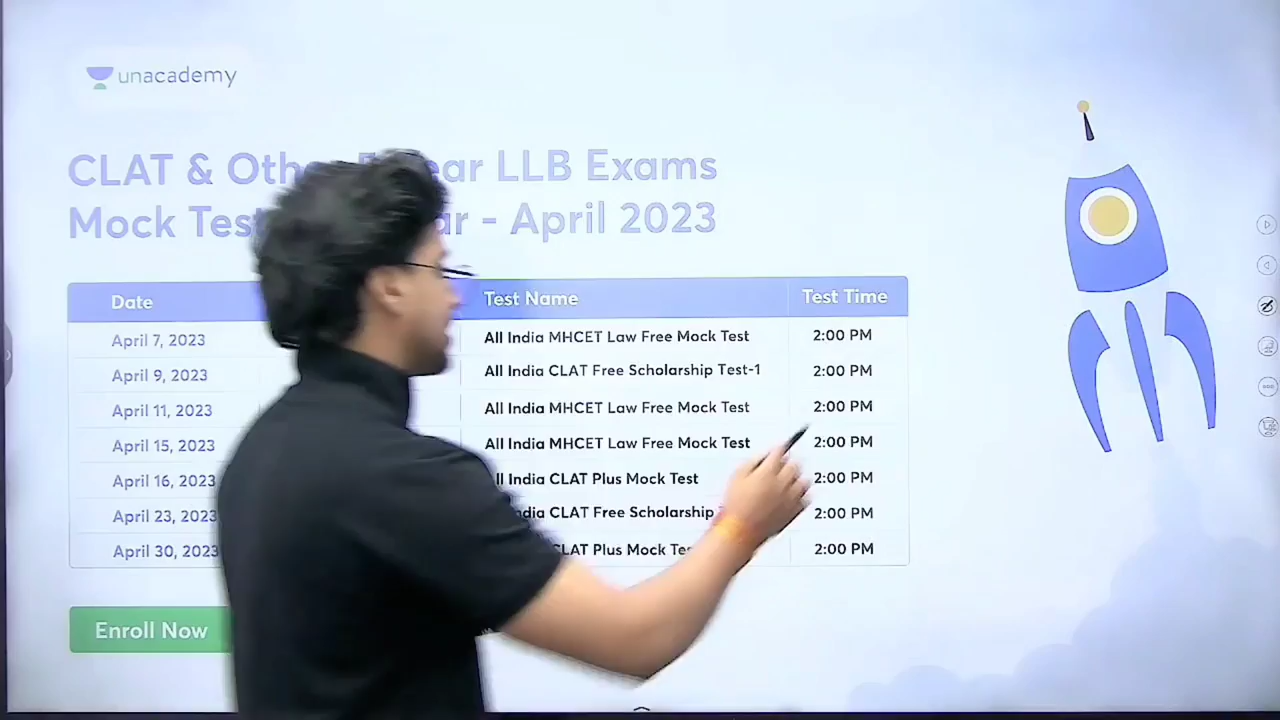 unacademy
CLAT & Oth ear LLB Exams
Mock Tes ar - April 2023
Date Test Name Test Time
April 7, 2023 All India MHCET Law Free Mock Test 2:00 PM
April 9, 2023 All India CLAT Free Scholarship Test-1 2:00 PM
April 11, 2023 All India MHCET Law Free Mock Test 2:00 PM
April 15, 2023 All India MHCET Law Free Mock Test 2:00 PM
April 16, 2023 All India CLAT Plus Mock Test 2:00 PM
April 23, 2023 India CLAT Free Scholarship 2:00 PM
April 30, 2023 CLAT Plus Mock Te 2:00 PM
Enroll Now